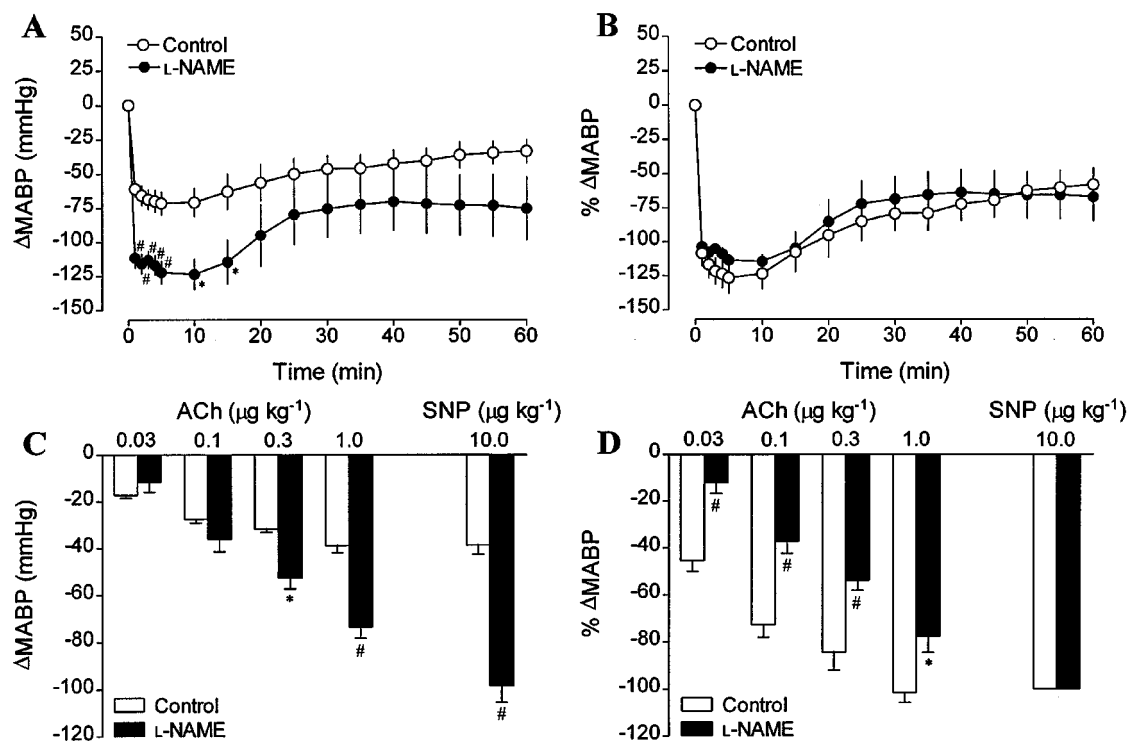 A
50
25
0
-25
-50
-75
-100
-125
-150
ΔMABP (mmHg)
Control
L-NAME
# # # # #
* *
0 10 20 30 40 50 60
Time (min)
B
50
25
0
-25
-50
-75
-100
-125
-150
% ΔMABP
Control
L-NAME
0 10 20 30 40 50 60
Time (min)
C
ACh (µg kg⁻¹) SNP (µg kg⁻¹)
0.03 0.1 0.3 1.0 10.0
0
-20
-40
-60
-80
-100
-120
ΔMABP (mmHg)
* # #
Control
L-NAME
D
ACh (µg kg⁻¹) SNP (µg kg⁻¹)
0.03 0.1 0.3 1.0 10.0
0
-20
-40
-60
-80
-100
-120
% ΔMABP
# # # *
Control
L-NAME